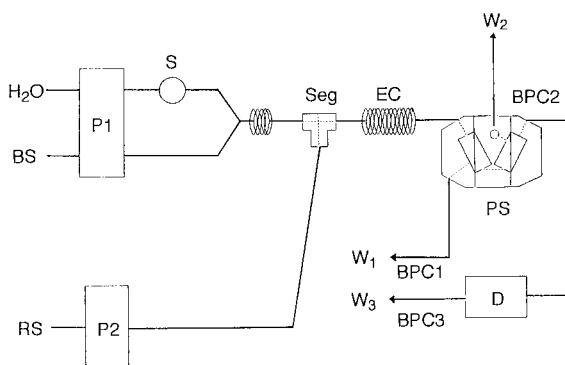 W₂
S
Seg
EC
BPC2
H₂O
P1
BS
PS
W₁
BPC1
W₃
BPC3
D
RS
P2